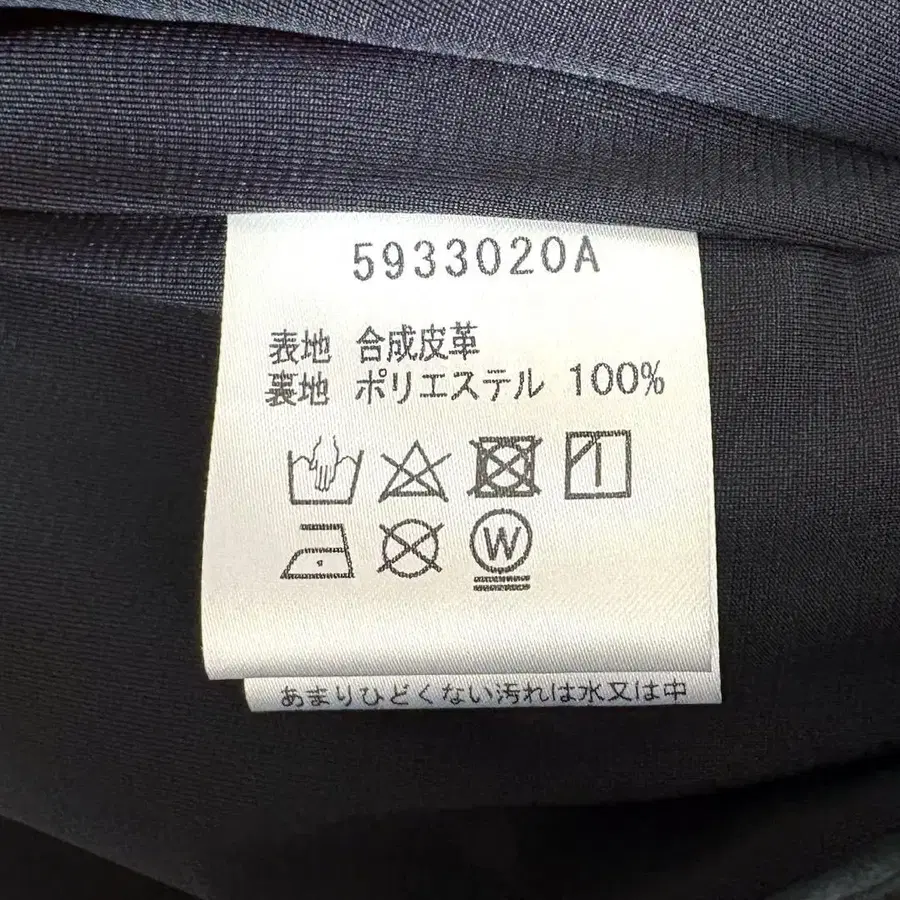 5933020A
表地 合成皮革
裏地 ポリエステル 100%
W
あまりひどくない汚れは水又は中